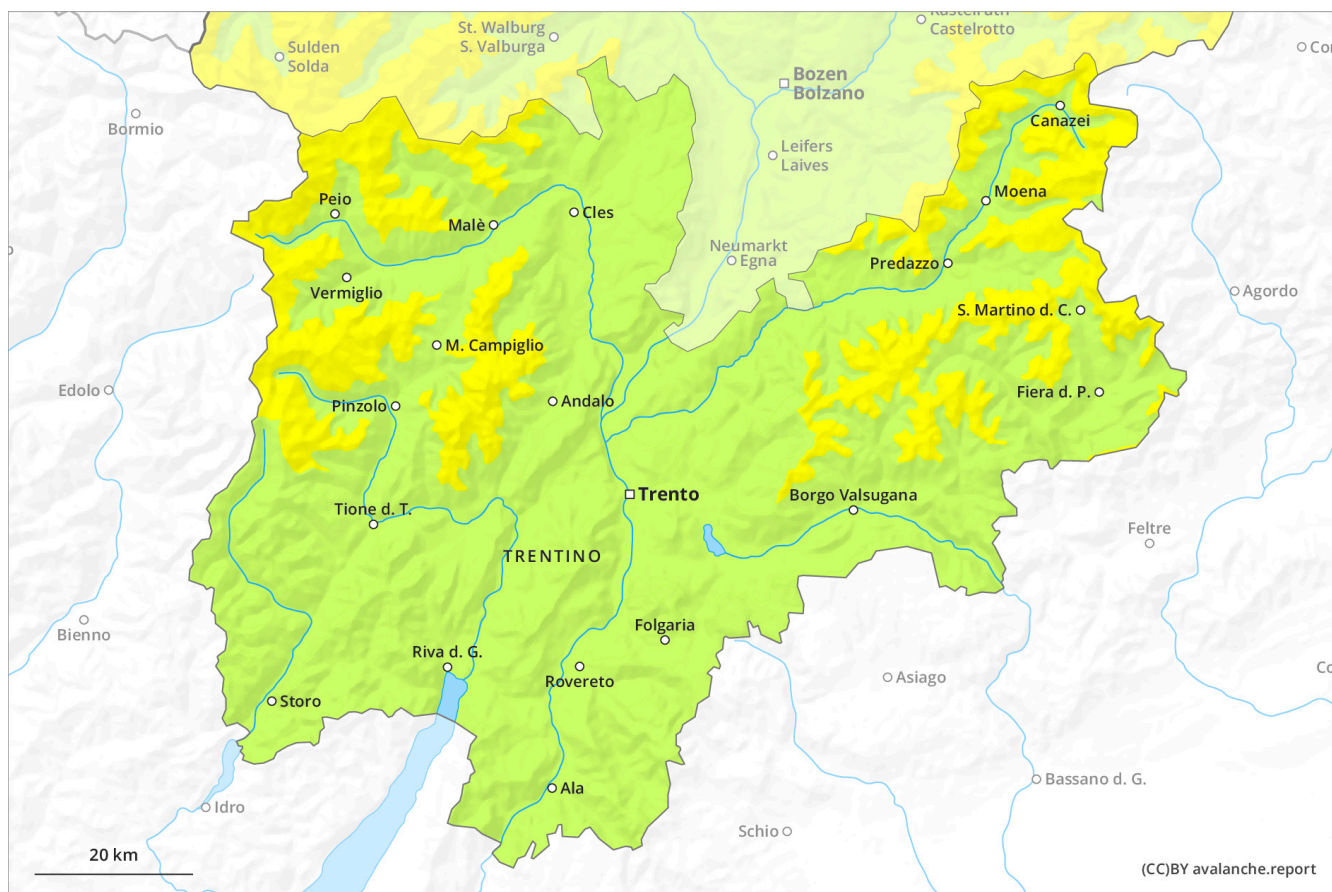 Kastelruth
Castelrotto
St. Walburg
S. Valburga
Sulden
Solda
Bozen
Bolzano
Bormio
Canazei
Leifers
Laives
Peio
Malè
Cles
Moena
Neumarkt
Egna
Predazzo
Vermiglio
Agordo
S. Martino d. C.
M. Campiglio
Edolo
Pinzolo
Andalo
Fiera d. P.
Trento
Borgo Valsugana
Tione d. T.
Feltre
TRENTINO
Bienno
Folgaria
Riva d. G.
Rovereto
Asiago
Storo
Bassano d. G.
Ala
Idro
Schio
20 km
(CC)BY avalanche.report